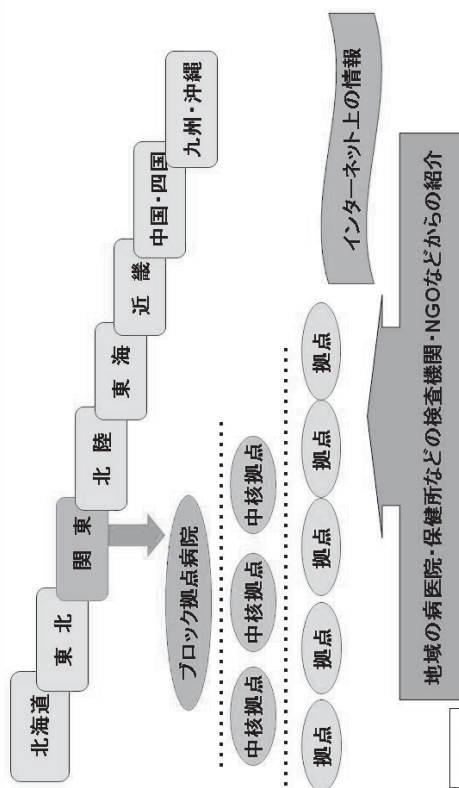 北海道
東 北
関 東
北 陸
東 海
近 畿
中国・四国
九州・沖縄
ブロック拠点病院
中核拠点
中核拠点
中核拠点
拠点
拠点
拠点
拠点
拠点
インターネット上の情報
地域の病医院・保健所などの検査機関・NGOなどからの紹介